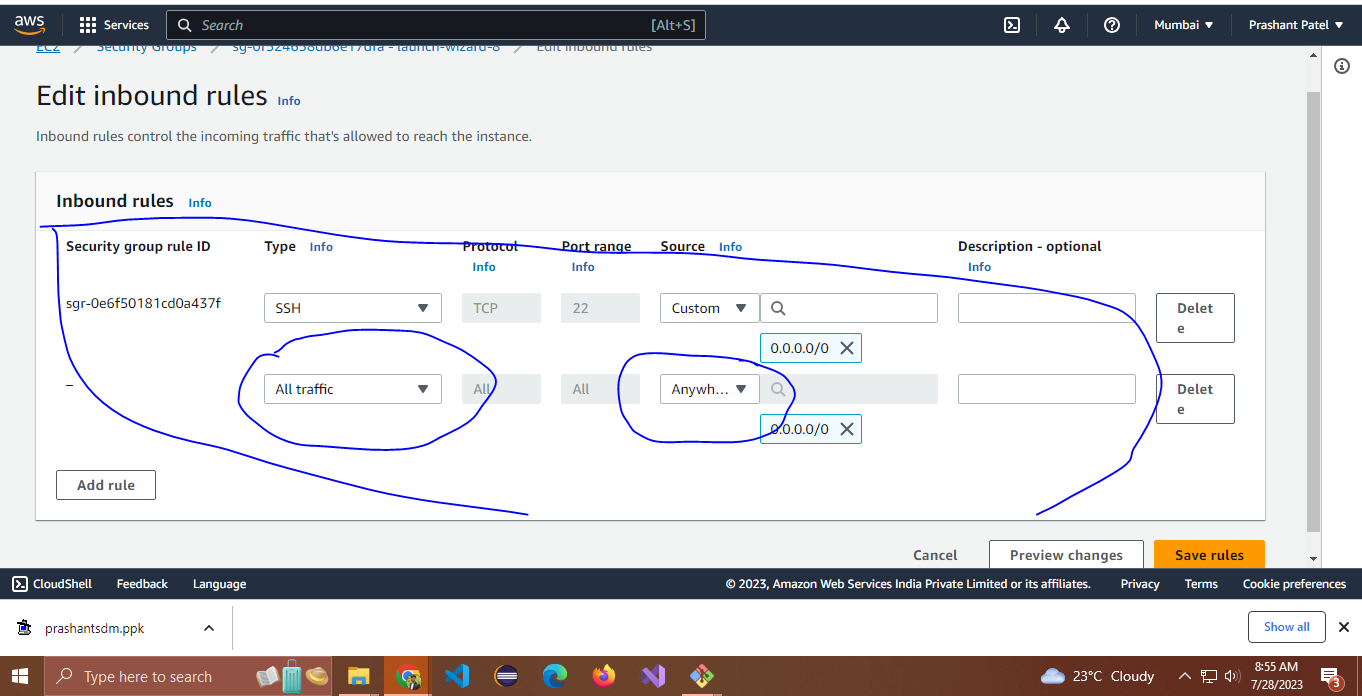 aws Services Search [Alt+S] Mumbai Prashant Patel
EC2 Security Groups - launch-wizard-8 Edit inbound rules
Edit inbound rules Info
Inbound rules control the incoming traffic that's allowed to reach the instance.
Inbound rules Info
Security group rule ID Type Info Protocol Port range Source Info Description - optional
Info Info Info
sgr-0e6f50181cd0a437f SSH TCP 22 Custom Delet
e
0.0.0.0/0
– All traffic All All Anywh... Delet
e
0.0.0.0/0
Add rule
Cancel Preview changes Save rules
CloudShell Feedback Language © 2023, Amazon Web Services India Private Limited or its affiliates. Privacy Terms Cookie preferences
prashantsdm.ppk Show all
Type here to search 23°C Cloudy 8:55 AM
7/28/2023 3